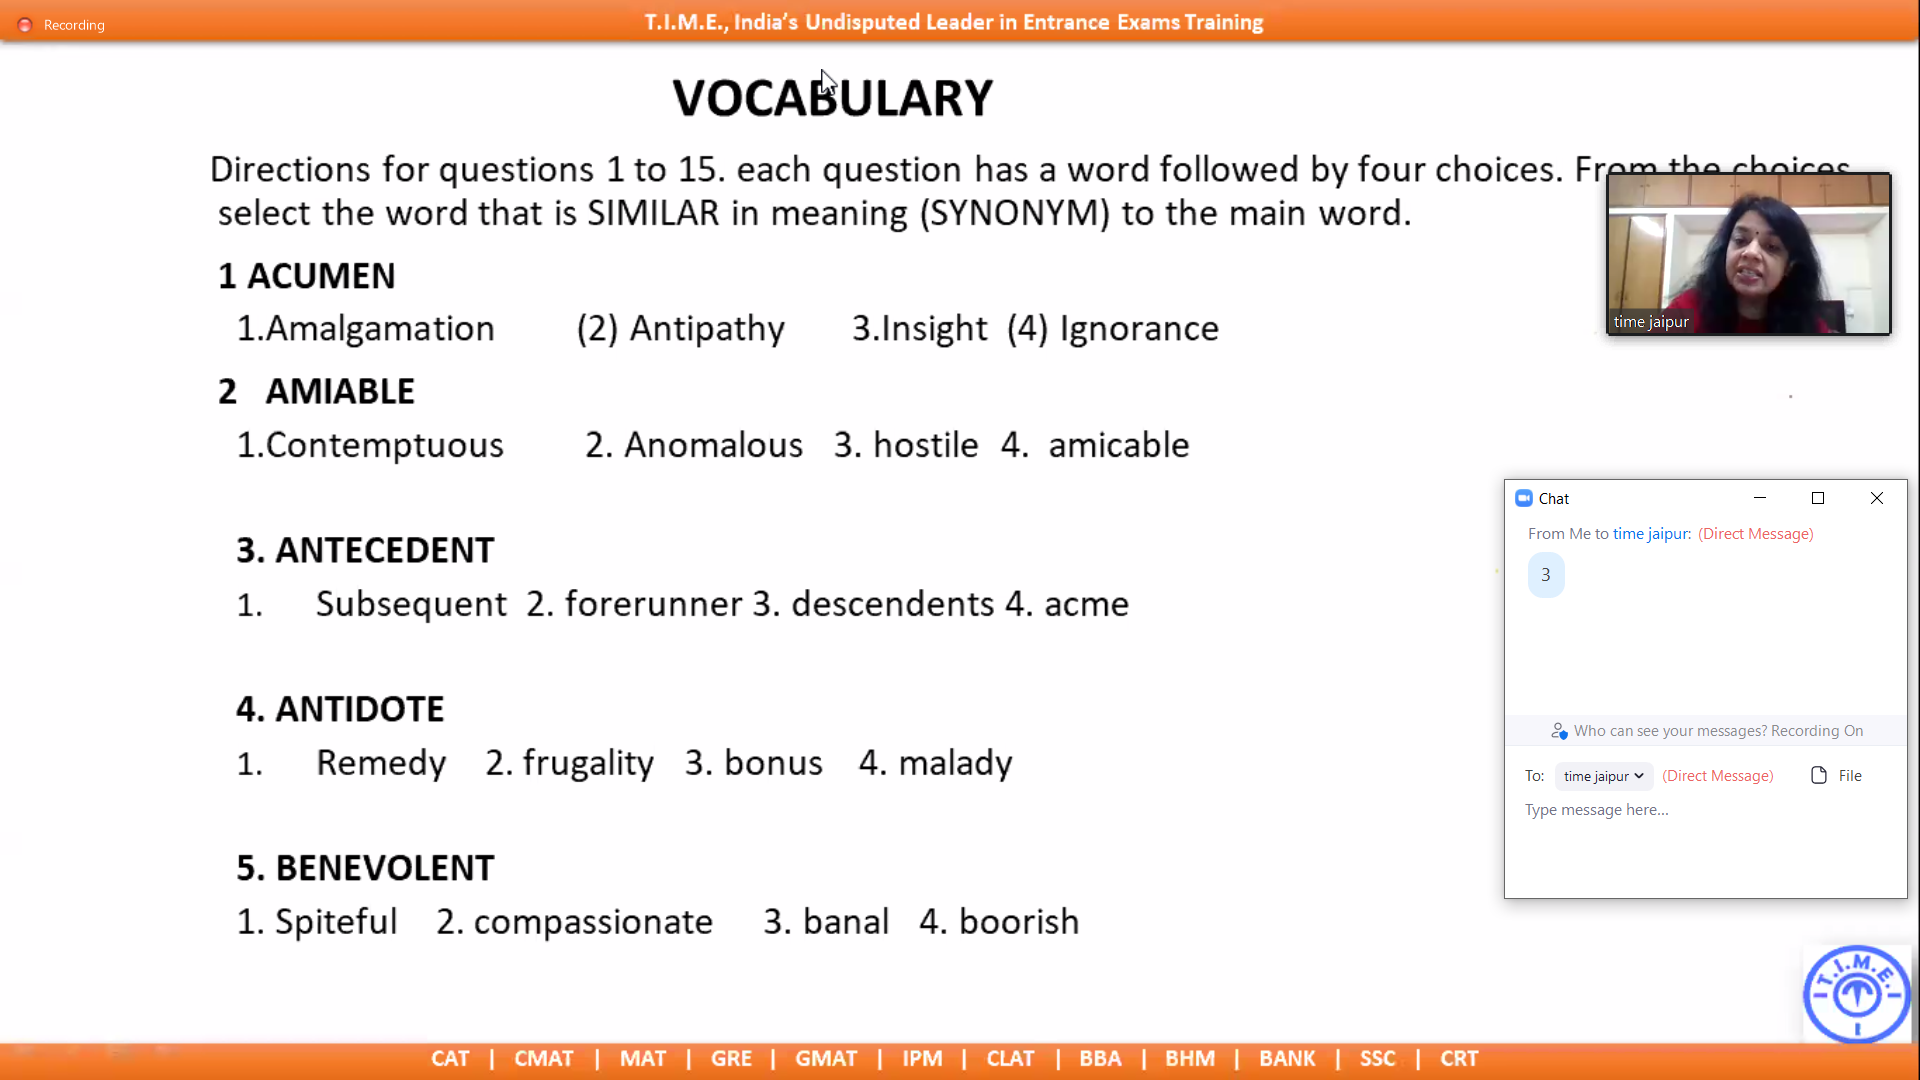 Recording
T.I.M.E., India's Undisputed Leader in Entrance Exams Training
VOCABULARY
Directions for questions 1 to 15. each question has a word followed by four choices. From the choices
select the word that is SIMILAR in meaning (SYNONYM) to the main word.
1 ACUMEN
1.Amalgamation (2) Antipathy 3.Insight (4) Ignorance
2 AMIABLE
1.Contemptuous 2. Anomalous 3. hostile 4. amicable
3. ANTECEDENT
1. Subsequent 2. forerunner 3. descendents 4. acme
4. ANTIDOTE
1. Remedy 2. frugality 3. bonus 4. malady
5. BENEVOLENT
1. Spiteful 2. compassionate 3. banal 4. boorish
time jaipur
Chat
From Me to time jaipur: (Direct Message)
3
Who can see your messages? Recording On
To: time jaipur (Direct Message) File
Type message here...
T.I.M.E.
CAT | CMAT | MAT | GRE | GMAT | IPM | CLAT | BBA | BHM | BANK | SSC | CRT